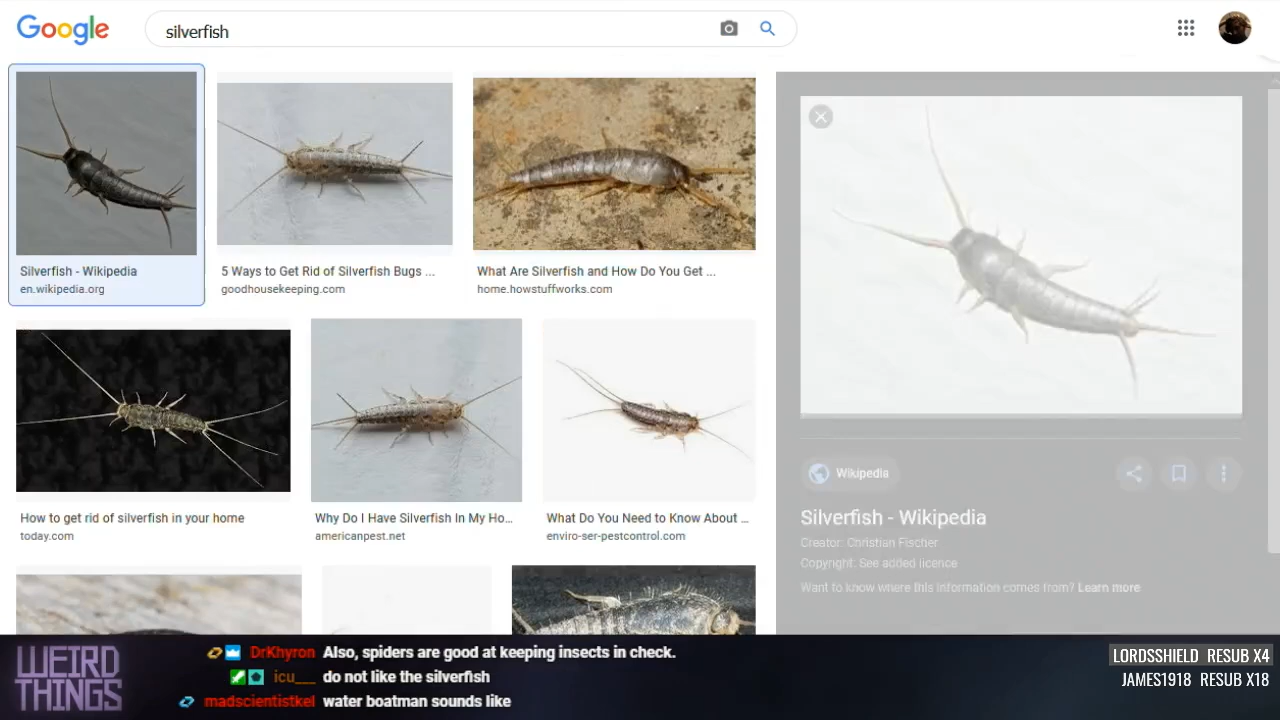 Google
silverfish
Silverfish - Wikipedia
en.wikipedia.org
5 Ways to Get Rid of Silverfish Bugs ...
goodhousekeeping.com
What Are Silverfish and How Do You Get ...
home.howstuffworks.com
How to get rid of silverfish in your home
today.com
Why Do I Have Silverfish In My Ho...
americanpest.net
What Do You Need to Know About ...
enviro-ser-pestcontrol.com
Wikipedia
Silverfish - Wikipedia
Creator: Christian Fischer
Copyright: See added licence
Want to know where this information comes from? Learn more
WEIRD
THINGS
DrKhyron Also, spiders are good at keeping insects in check.
icu___ do not like the silverfish
madscientistkel water boatman sounds like
LORDSSHIELD RESUB X4
JAMES1918 RESUB X18